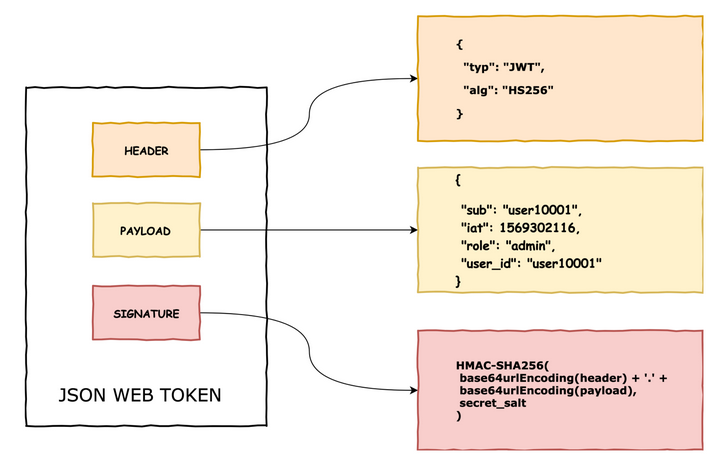 HEADER
PAYLOAD
SIGNATURE
JSON WEB TOKEN
{
"typ": "JWT",
"alg": "HS256"
}
{
"sub": "user10001",
"iat": 1569302116,
"role": "admin",
"user_id": "user10001"
}
HMAC-SHA256(
base64urlEncoding(header) + '.' +
base64urlEncoding(payload),
secret_salt
)